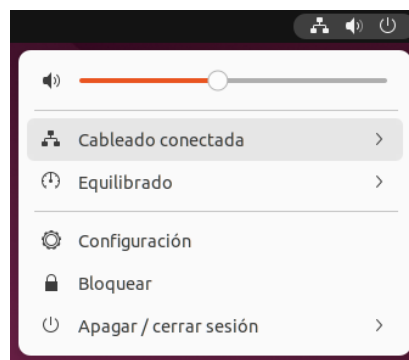 Cableado conectada
Equilibrado
Configuración
Bloquear
Apagar / cerrar sesión